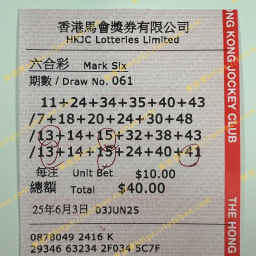 香港馬會獎券有限公司
HKJC Lotteries Limited
六合彩 Mark Six
期數 / Draw No. 061
11+24+34+35+40+43
/7+18+20+24+30+48
/13+14+15+32+38+43
/13+14+15+24+40+41
每注 Unit Bet $10.00
總額 Total $40.00
25年6月3日 03JUN25
0878049 2416 K
29346 63234 2F034 5C7F
NG KONG JOCKEY CLUB
THE HONG